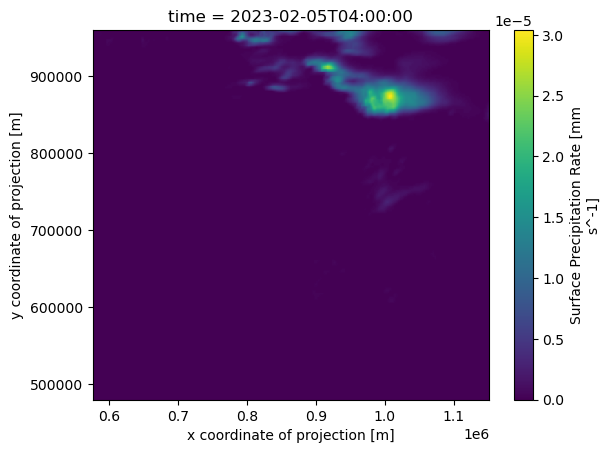 time = 2023-02-05T04:00:00
1e−5
900000
800000
700000
600000
500000
y coordinate of projection [m]
0.6
0.7
0.8
0.9
1.0
1.1
1e6
x coordinate of projection [m]
3.0
2.5
2.0
1.5
1.0
0.5
0.0
Surface Precipitation Rate [mm
s^-1]